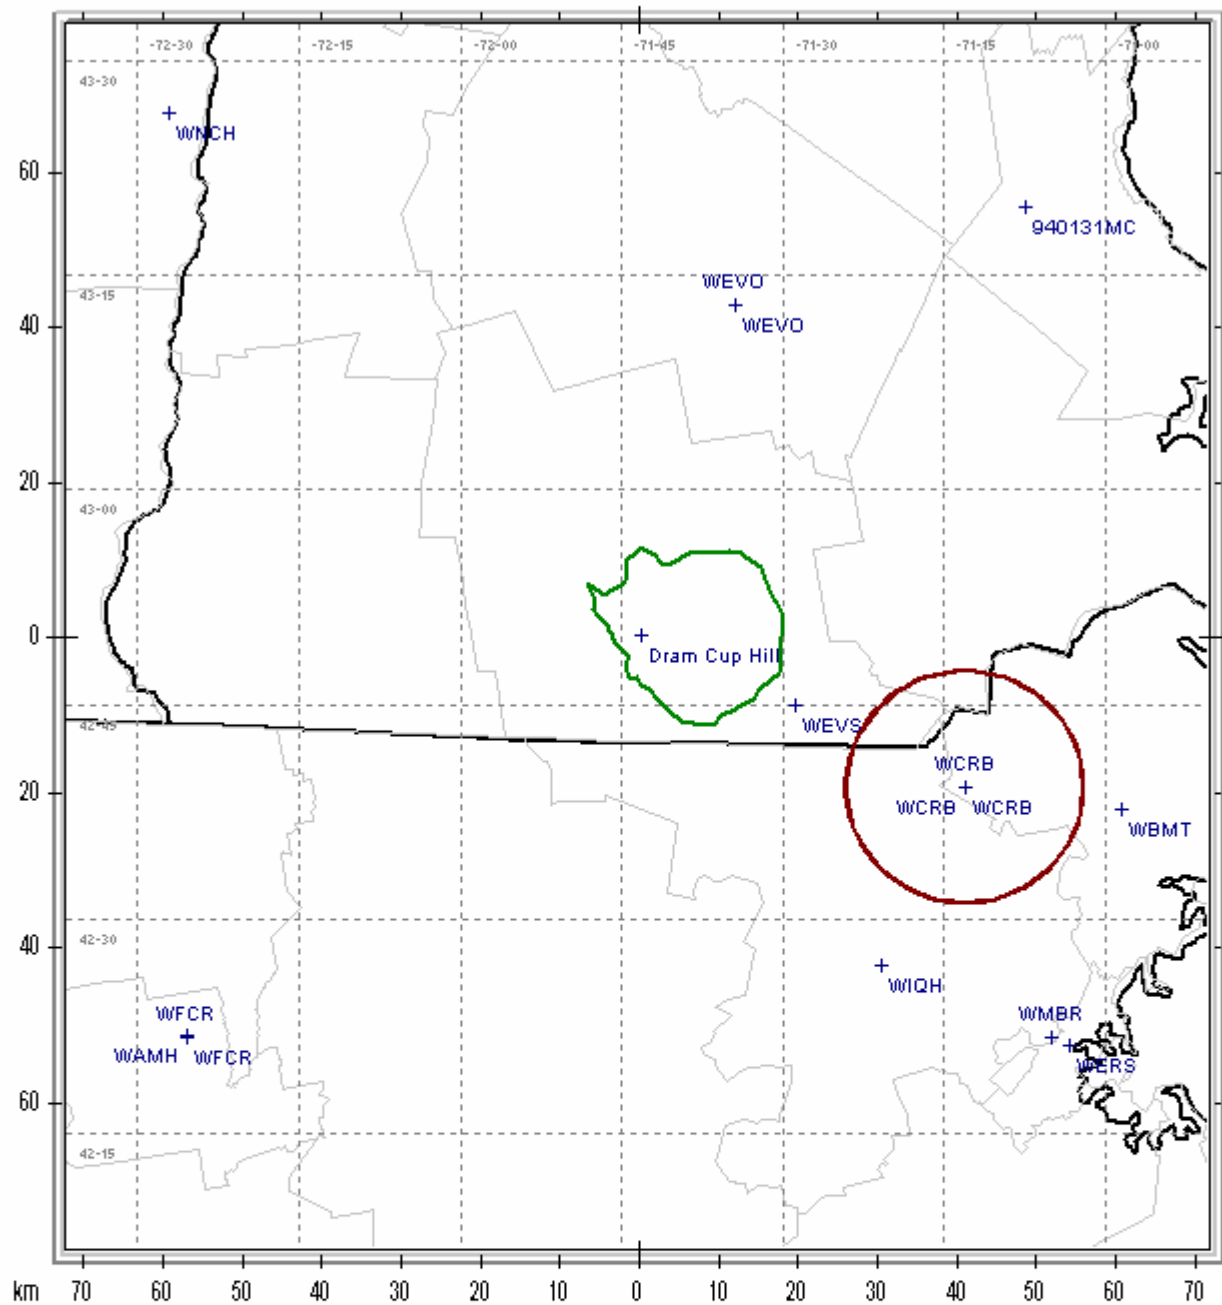 -72-30 -72-15 -72-00 -71-45 -71-30 -71-15 -71-00
43-30
WNCH
60
940131MC
WEVO
43-15
40
WEVO
20
43-00
0
Dram Cup Hill
42-45
WEVS
WCRB
20
WCRB WCRB
WBMT
42-30
40
WIQH
WFCR
WMBR
WAMH WFCR
WERS
60
42-15
km 70 60 50 40 30 20 10 0 10 20 30 40 50 60 70